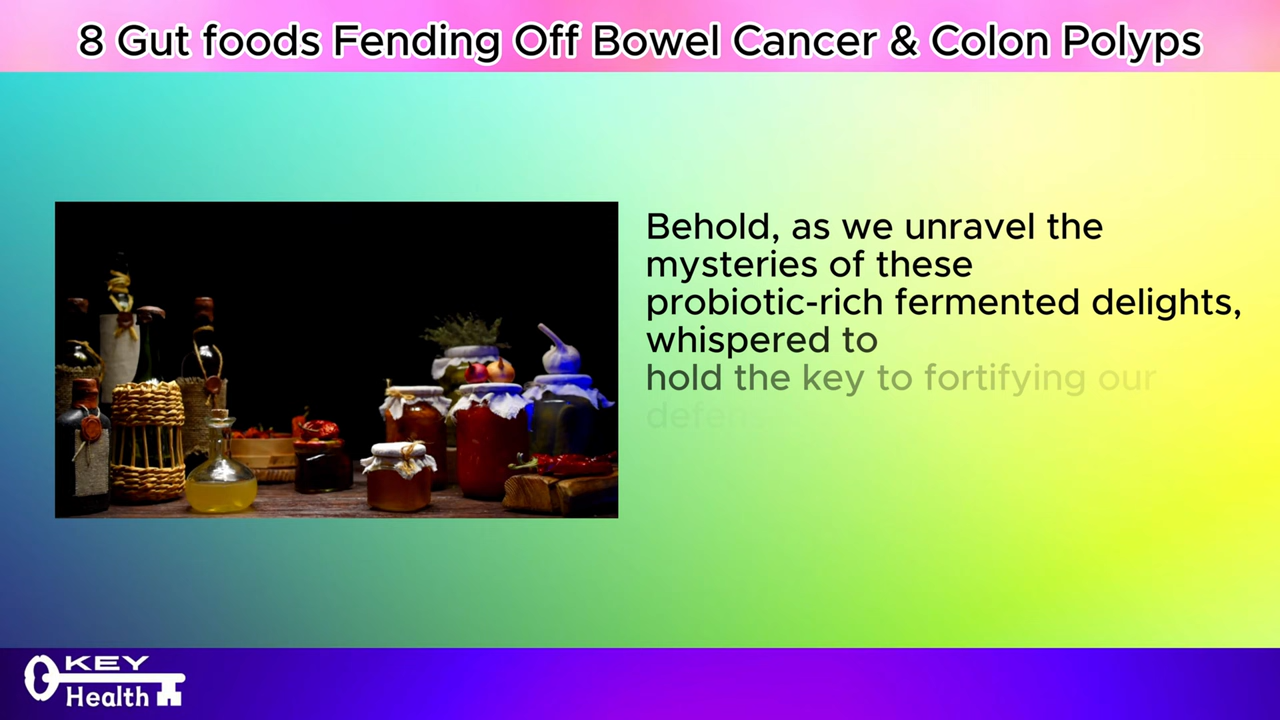 8 Gut foods Fending Off Bowel Cancer & Colon Polyps
Behold, as we unravel the
mysteries of these
probiotic-rich fermented delights,
whispered to
hold the key to fortifying our
KEY
Health